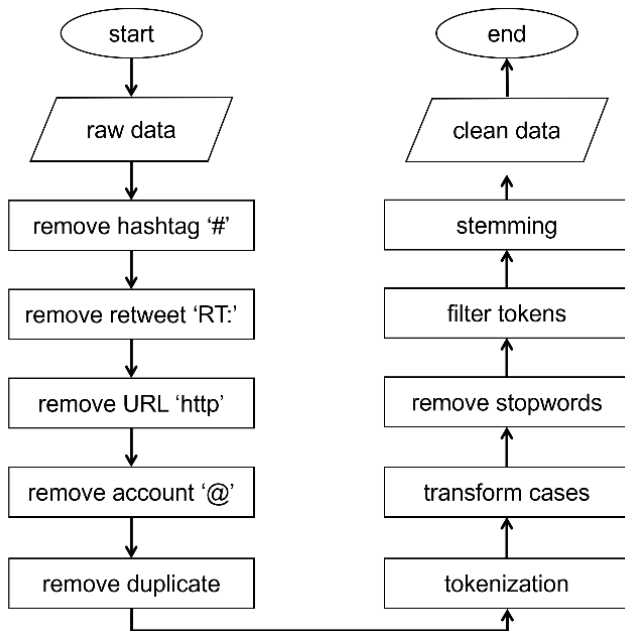 start
raw data
remove hashtag ‘#’
remove retweet ‘RT:’
remove URL ‘http’
remove account ‘@’
remove duplicate
tokenization
transform cases
remove stopwords
filter tokens
stemming
clean data
end